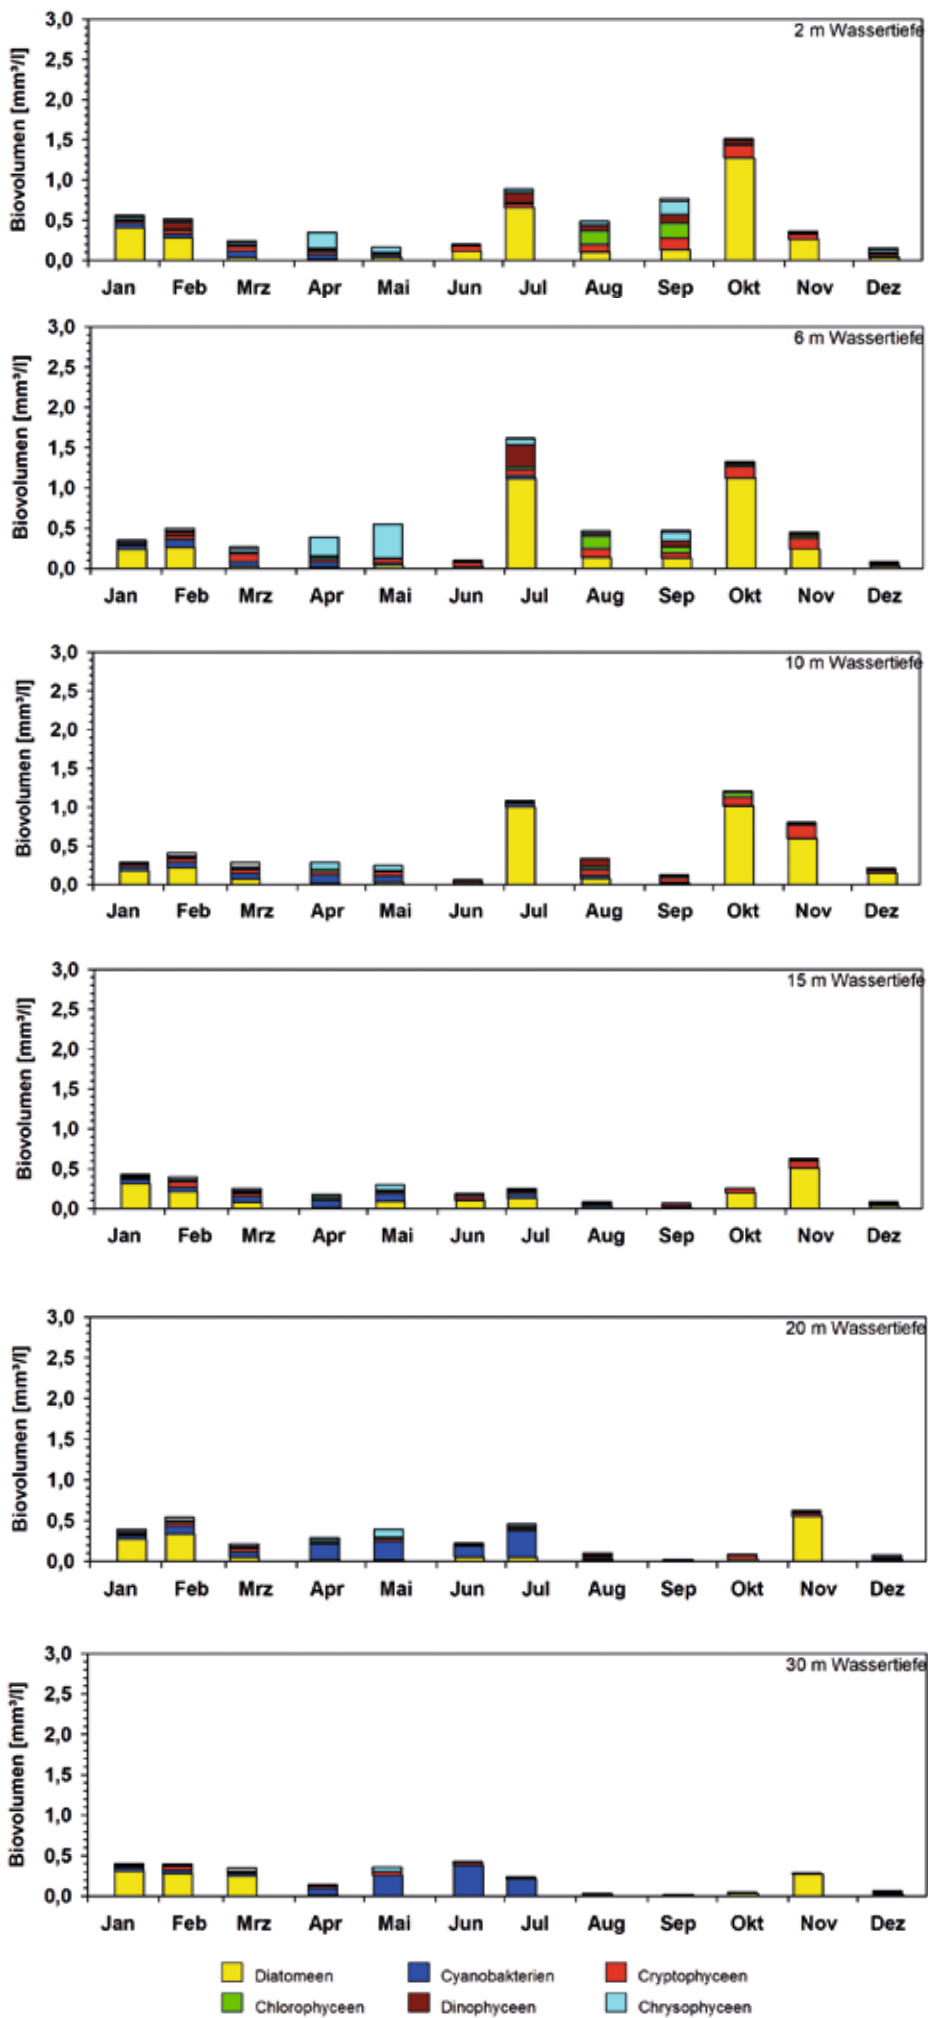 2 m Wassertiefe
Biovolumen [mm³/l]
3,0
2,5
2,0
1,5
1,0
0,5
0,0
Jan Feb Mrz Apr Mai Jun Jul Aug Sep Okt Nov Dez
6 m Wassertiefe
Biovolumen [mm³/l]
3,0
2,5
2,0
1,5
1,0
0,5
0,0
Jan Feb Mrz Apr Mai Jun Jul Aug Sep Okt Nov Dez
10 m Wassertiefe
Biovolumen [mm³/l]
3,0
2,5
2,0
1,5
1,0
0,5
0,0
Jan Feb Mrz Apr Mai Jun Jul Aug Sep Okt Nov Dez
15 m Wassertiefe
Biovolumen [mm³/l]
3,0
2,5
2,0
1,5
1,0
0,5
0,0
Jan Feb Mrz Apr Mai Jun Jul Aug Sep Okt Nov Dez
20 m Wassertiefe
Biovolumen [mm³/l]
3,0
2,5
2,0
1,5
1,0
0,5
0,0
Jan Feb Mrz Apr Mai Jun Jul Aug Sep Okt Nov Dez
30 m Wassertiefe
Biovolumen [mm³/l]
3,0
2,5
2,0
1,5
1,0
0,5
0,0
Jan Feb Mrz Apr Mai Jun Jul Aug Sep Okt Nov Dez
Diatomeen Cyanobakterien Cryptophyceen
Chlorophyceen Dinophyceen Chrysophyceen